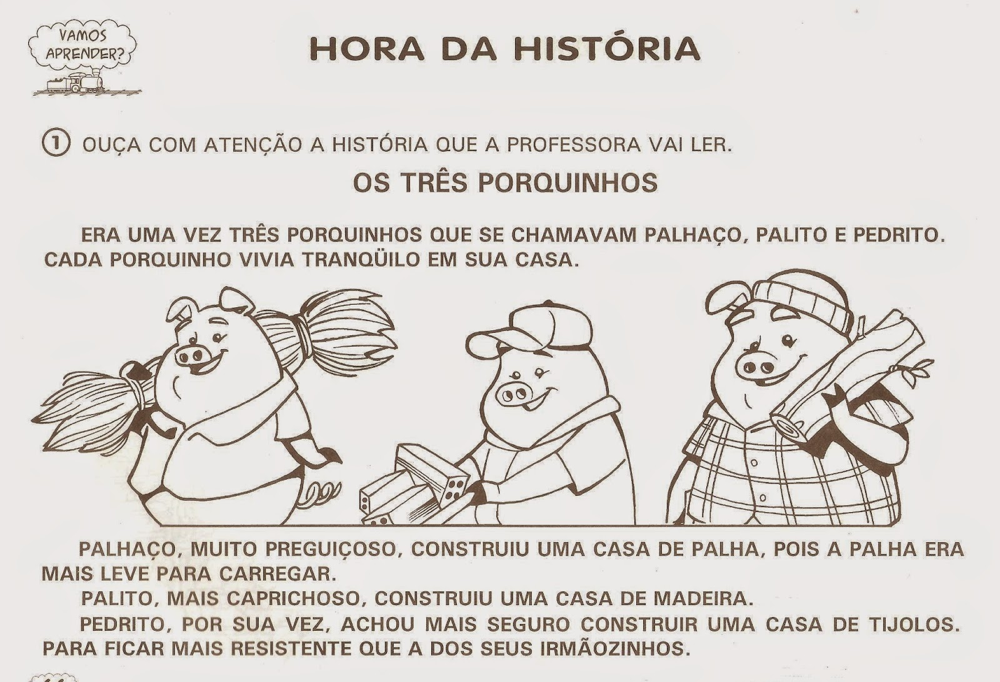 VAMOS
APRENDER?
HORA DA HISTÓRIA
1 OUÇA COM ATENÇÃO A HISTÓRIA QUE A PROFESSORA VAI LER.
OS TRÊS PORQUINHOS
ERA UMA VEZ TRÊS PORQUINHOS QUE SE CHAMAVAM PALHAÇO, PALITO E PEDRITO.
CADA PORQUINHO VIVIA TRANQÜILO EM SUA CASA.
PALHAÇO, MUITO PREGUIÇOSO, CONSTRUIU UMA CASA DE PALHA, POIS A PALHA ERA
MAIS LEVE PARA CARREGAR.
PALITO, MAIS CAPRICHOSO, CONSTRUIU UMA CASA DE MADEIRA.
PEDRITO, POR SUA VEZ, ACHOU MAIS SEGURO CONSTRUIR UMA CASA DE TIJOLOS.
PARA FICAR MAIS RESISTENTE QUE A DOS SEUS IRMÃOZINHOS.